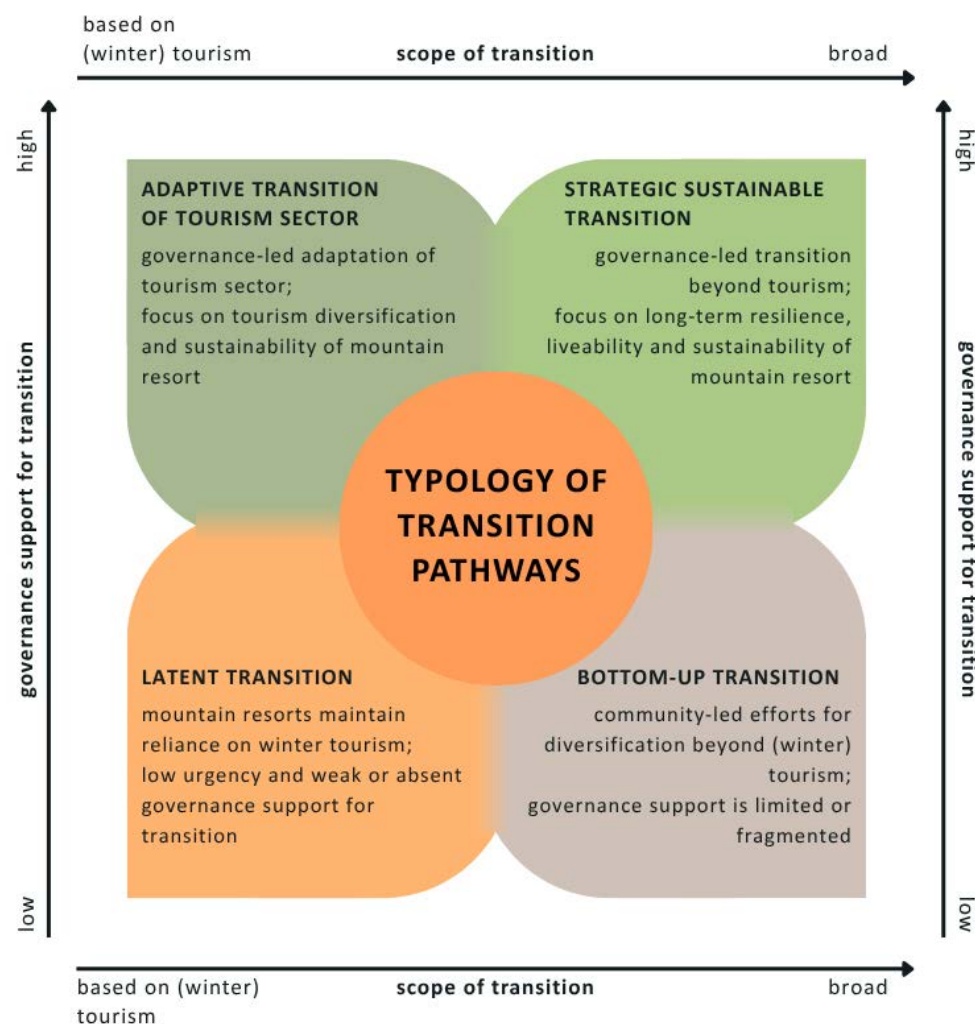 based on
(winter) tourism
scope of transition
broad
high
governance support for transition
low
high
governance support for transition
low
ADAPTIVE TRANSITION
OF TOURISM SECTOR
governance-led adaptation of
tourism sector;
focus on tourism diversification
and sustainability of mountain
resort
STRATEGIC SUSTAINABLE
TRANSITION
governance-led transition
beyond tourism;
focus on long-term resilience,
liveability and sustainability of
mountain resort
TYPOLOGY OF
TRANSITION
PATHWAYS
LATENT TRANSITION
mountain resorts maintain
reliance on winter tourism;
low urgency and weak or absent
governance support for
transition
BOTTOM-UP TRANSITION
community-led efforts for
diversification beyond (winter)
tourism;
governance support is limited or
fragmented
based on (winter)
tourism
scope of transition
broad